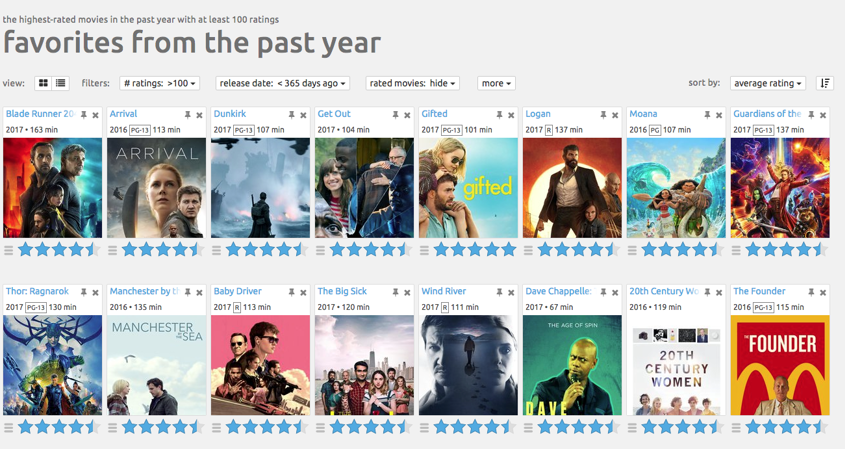 the highest-rated movies in the past year with at least 100 ratings
favorites from the past year
view: filters: # ratings: >100 release date: < 365 days ago rated movies: hide more sort by: average rating
Blade Runner 20 Arrival Dunkirk Get Out Gifted Logan Moana Guardians of the
2017 • 163 min 2016 PG-13 113 min 2017 PG-13 107 min 2017 • 104 min 2017 PG-13 101 min 2017 R 137 min 2016 PG 107 min 2017 PG-13 137 min
ARRIVAL
gifted
Thor: Ragnarok Manchester by th Baby Driver The Big Sick Wind River Dave Chappelle: 20th Century Wo The Founder
2017 PG-13 130 min 2016 • 135 min 2017 R 113 min 2017 • 120 min 2017 R 111 min 2017 • 67 min 2016 • 119 min 2016 PG-13 115 min
MANCHESTER
BY THE SEA
THE AGE OF SPIN
DAVE
20TH
CENTURY
WOMEN
THE FOUNDER